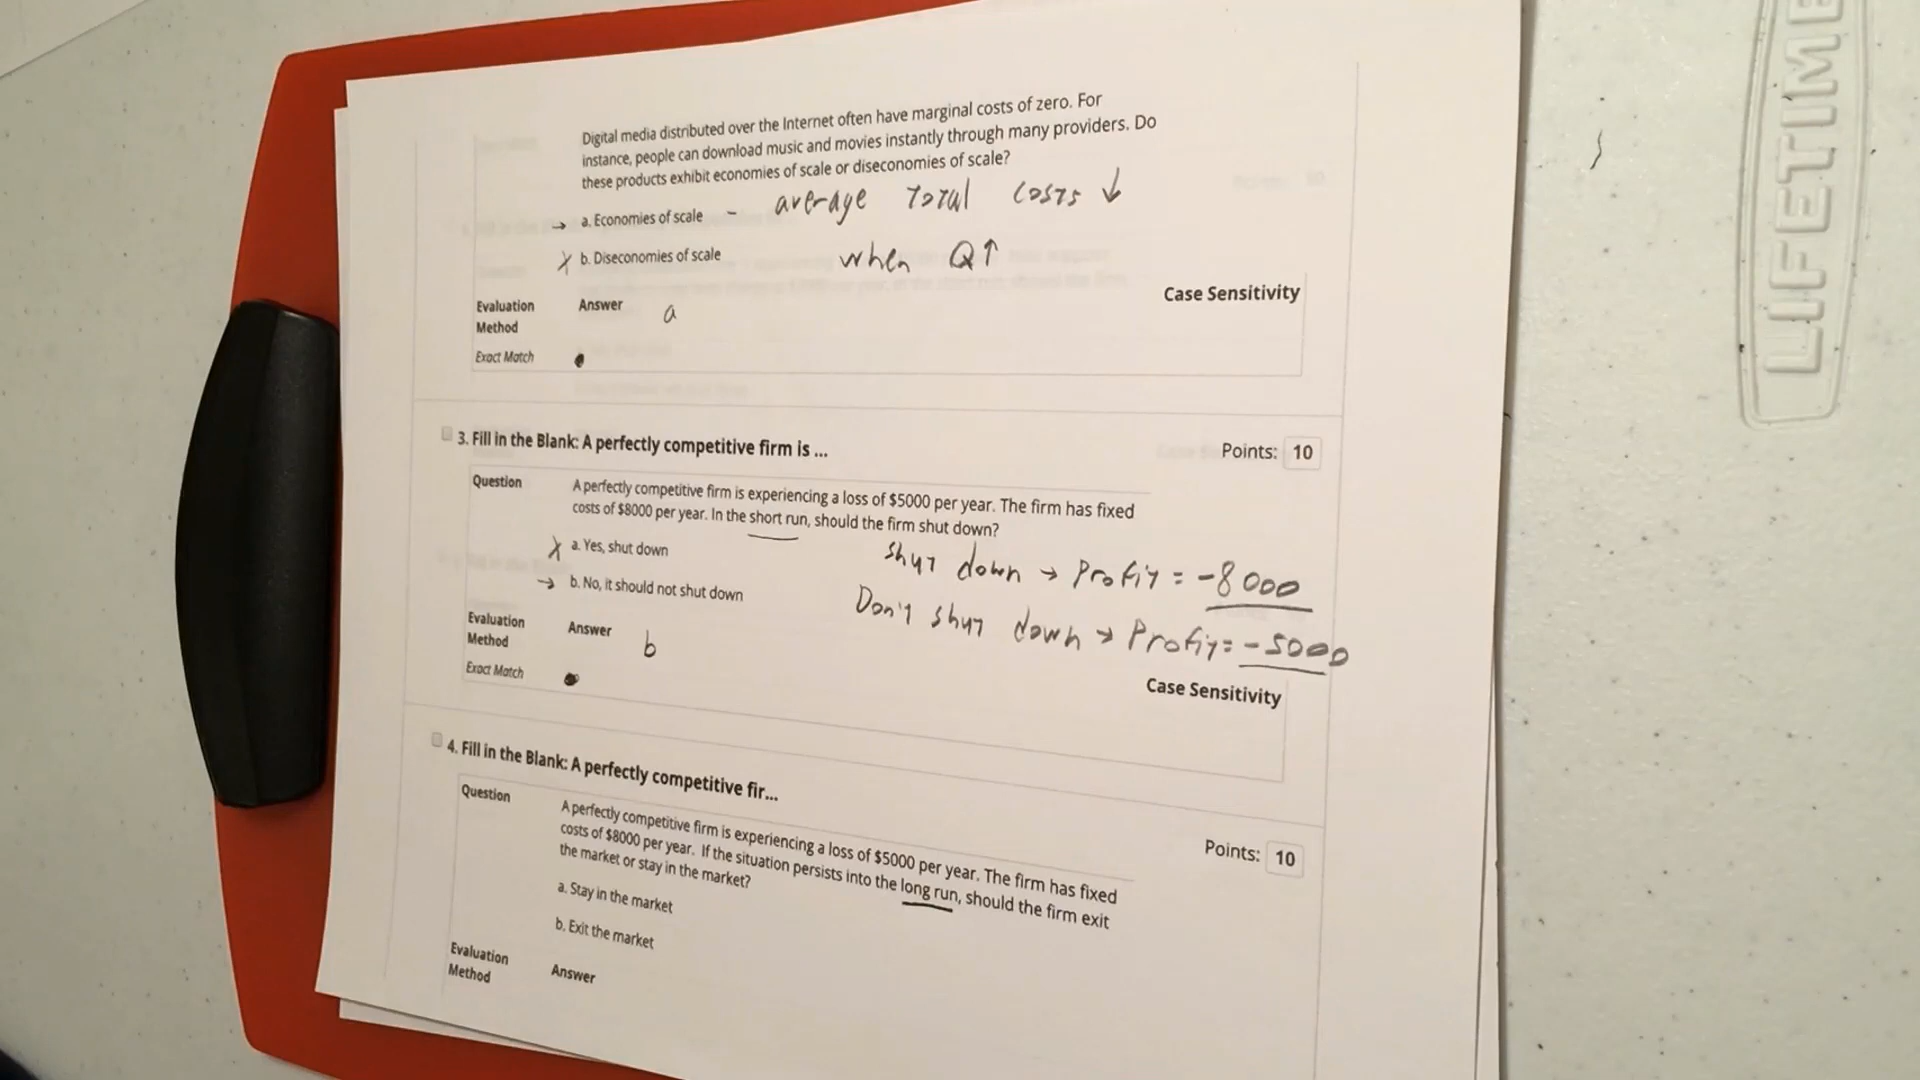 Digital media distributed over the Internet often have marginal costs of zero. For
instance, people can download music and movies instantly through many providers. Do
these products exhibit economies of scale or diseconomies of scale?
→ a. Economies of scale - average total costs ↓
X b. Diseconomies of scale when Q↑
Case Sensitivity
Evaluation Method Answer a
Exact Match
3. Fill in the Blank: A perfectly competitive firm is ...
Points: 10
Question A perfectly competitive firm is experiencing a loss of $5000 per year. The firm has fixed
costs of $8000 per year. In the short run, should the firm shut down?
X a. Yes, shut down
→ b. No, it should not shut down
shut down → Profit = -8000
Don't shut down → Profit = -5000
Evaluation Method Answer b
Exact Match
Case Sensitivity
4. Fill in the Blank: A perfectly competitive fir...
Points: 10
Question A perfectly competitive firm is experiencing a loss of $5000 per year. The firm has fixed
costs of $8000 per year. If the situation persists into the long run, should the firm exit
the market or stay in the market?
a. Stay in the market
b. Exit the market
Evaluation Method Answer
LIFETIME